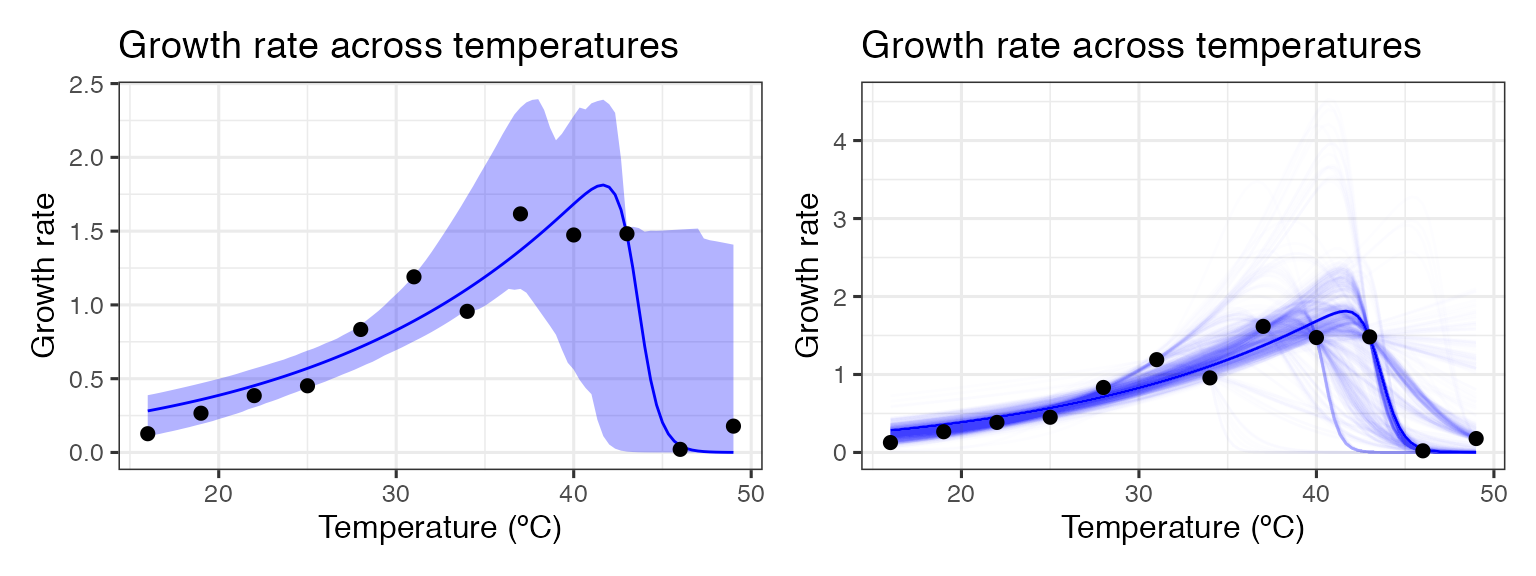 Growth rate across temperatures
Growth rate
2.5
2.0
1.5
1.0
0.5
0.0
20 30 40 50
Temperature (ºC)
Growth rate across temperatures
Growth rate
4
3
2
1
0
20 30 40 50
Temperature (ºC)